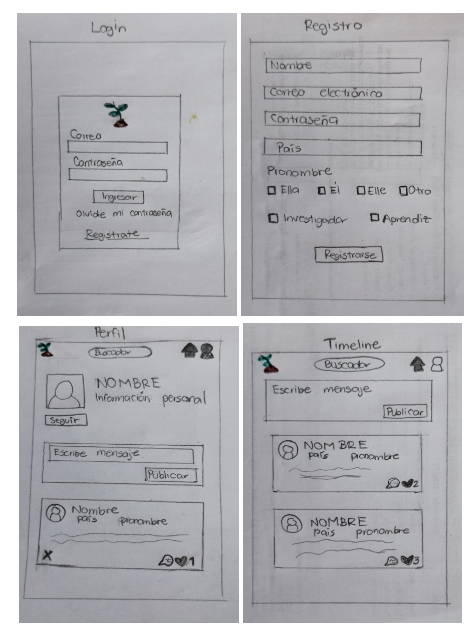 Login
Correo
Contraseña
Ingresar
Olvide mi contraseña
Registrate
Registro
Nombre
Correo electrónico
Contraseña
País
Pronombre
Ella Él Elle Otro
Investigador Aprendiz
Registrarse
Perfil
Buscador
NOMBRE
Información personal
Seguir
Escribe mensaje
Publicar
Nombre
país pronombre
X
1
Timeline
Buscador
Escribe mensaje
Publicar
NOMBRE
país pronombre
2
NOMBRE
país pronombre
3